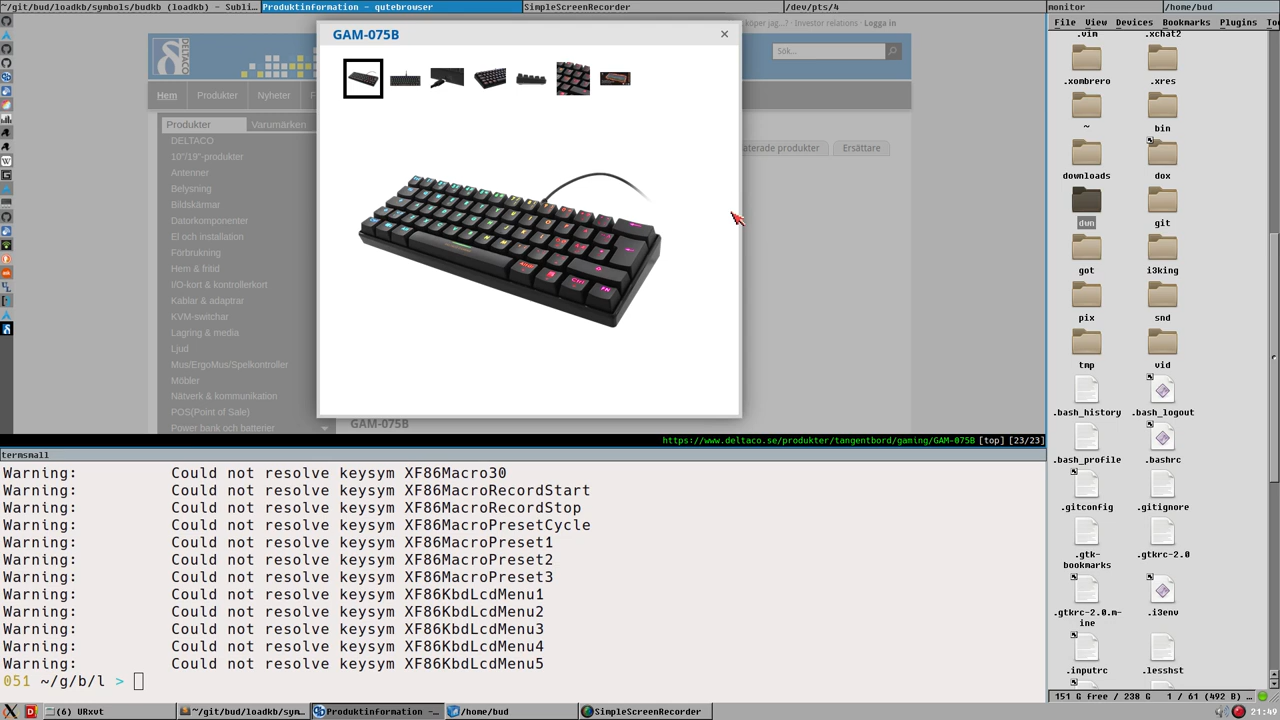 ~/git/bud/loadkb/symbols/budkb (loadkb) - Subli...
Produktinformation - qutebrowser
SimpleScreenRecorder
/dev/pts/4
monitor
/home/bud
GAM-075B
×
köper jag...? · Investor relations · Logga in
DELTACO
Sök...
Hem
Produkter
Nyheter
Produkter
Varumärken
DELTACO
10"/19"-produkter
Antenner
Belysning
Bildskärmar
Datorkomponenter
El och installation
Förbrukning
Hem & fritid
I/O-kort & kontrollerkort
Kablar & adaptrar
KVM-switchar
Lagring & media
Ljud
Mus/ErgoMus/Spelkontroller
Möbler
Nätverk & kommunikation
POS(Point of Sale)
Power bank och batterier
aterade produkter
Ersättare
GAM-075B
https://www.deltaco.se/produkter/tangentbord/gaming/GAM-075B [top] [23/23]
termsmall
Warning: Could not resolve keysym XF86Macro30
Warning: Could not resolve keysym XF86MacroRecordStart
Warning: Could not resolve keysym XF86MacroRecordStop
Warning: Could not resolve keysym XF86MacroPresetCycle
Warning: Could not resolve keysym XF86MacroPreset1
Warning: Could not resolve keysym XF86MacroPreset2
Warning: Could not resolve keysym XF86MacroPreset3
Warning: Could not resolve keysym XF86KbdLcdMenu1
Warning: Could not resolve keysym XF86KbdLcdMenu2
Warning: Could not resolve keysym XF86KbdLcdMenu3
Warning: Could not resolve keysym XF86KbdLcdMenu4
Warning: Could not resolve keysym XF86KbdLcdMenu5
051 ~/g/b/l >
File View Devices Bookmarks Plugins To
.vim .xchat2
.xombrero .xres
~ bin
downloads dox
dvm git
got i3king
pix snd
tmp vid
.bash_history .bash_logout
.bash_profile .bashrc
.gitconfig .gitignore
.gtk-bookmarks .gtkrc-2.0
.gtkrc-2.0.m-ine .i3env
.inputrc .lesshst
151 G free / 238 G 1 / 61 (492 B) ...
(6) URxvt
~/git/bud/loadkb/sym...
Produktinformation -...
/home/bud
SimpleScreenRecorder
21:49